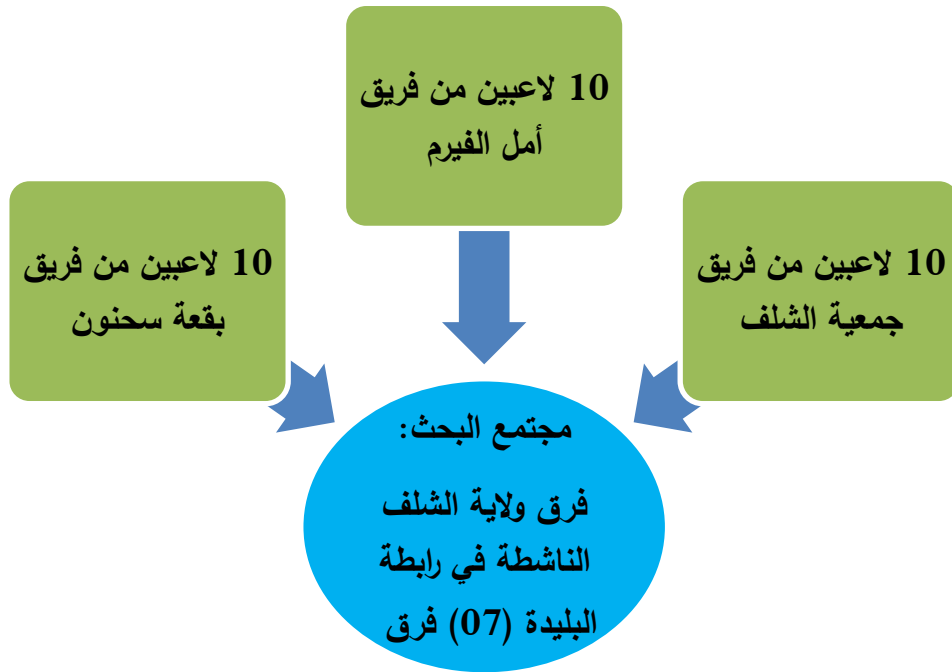 10 لاعبين من فريق
أمل الفيرم
10 لاعبين من فريق
جمعية الشلف
10 لاعبين من فريق
بقعة سحنون
مجتمع البحث:
فرق ولاية الشلف
الناشطة في رابطة
البليدة (07) فرق